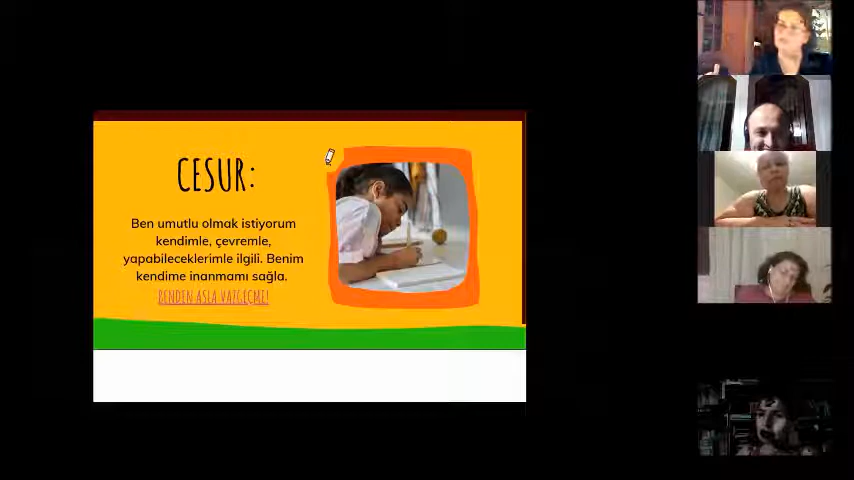 CESUR:
Ben umutlu olmak istiyorum
kendimle, çevremle,
yapabileceklerimle ilgili. Benim
kendime inanmamı sağla.
BENDEN ASLA VAZGEÇME!